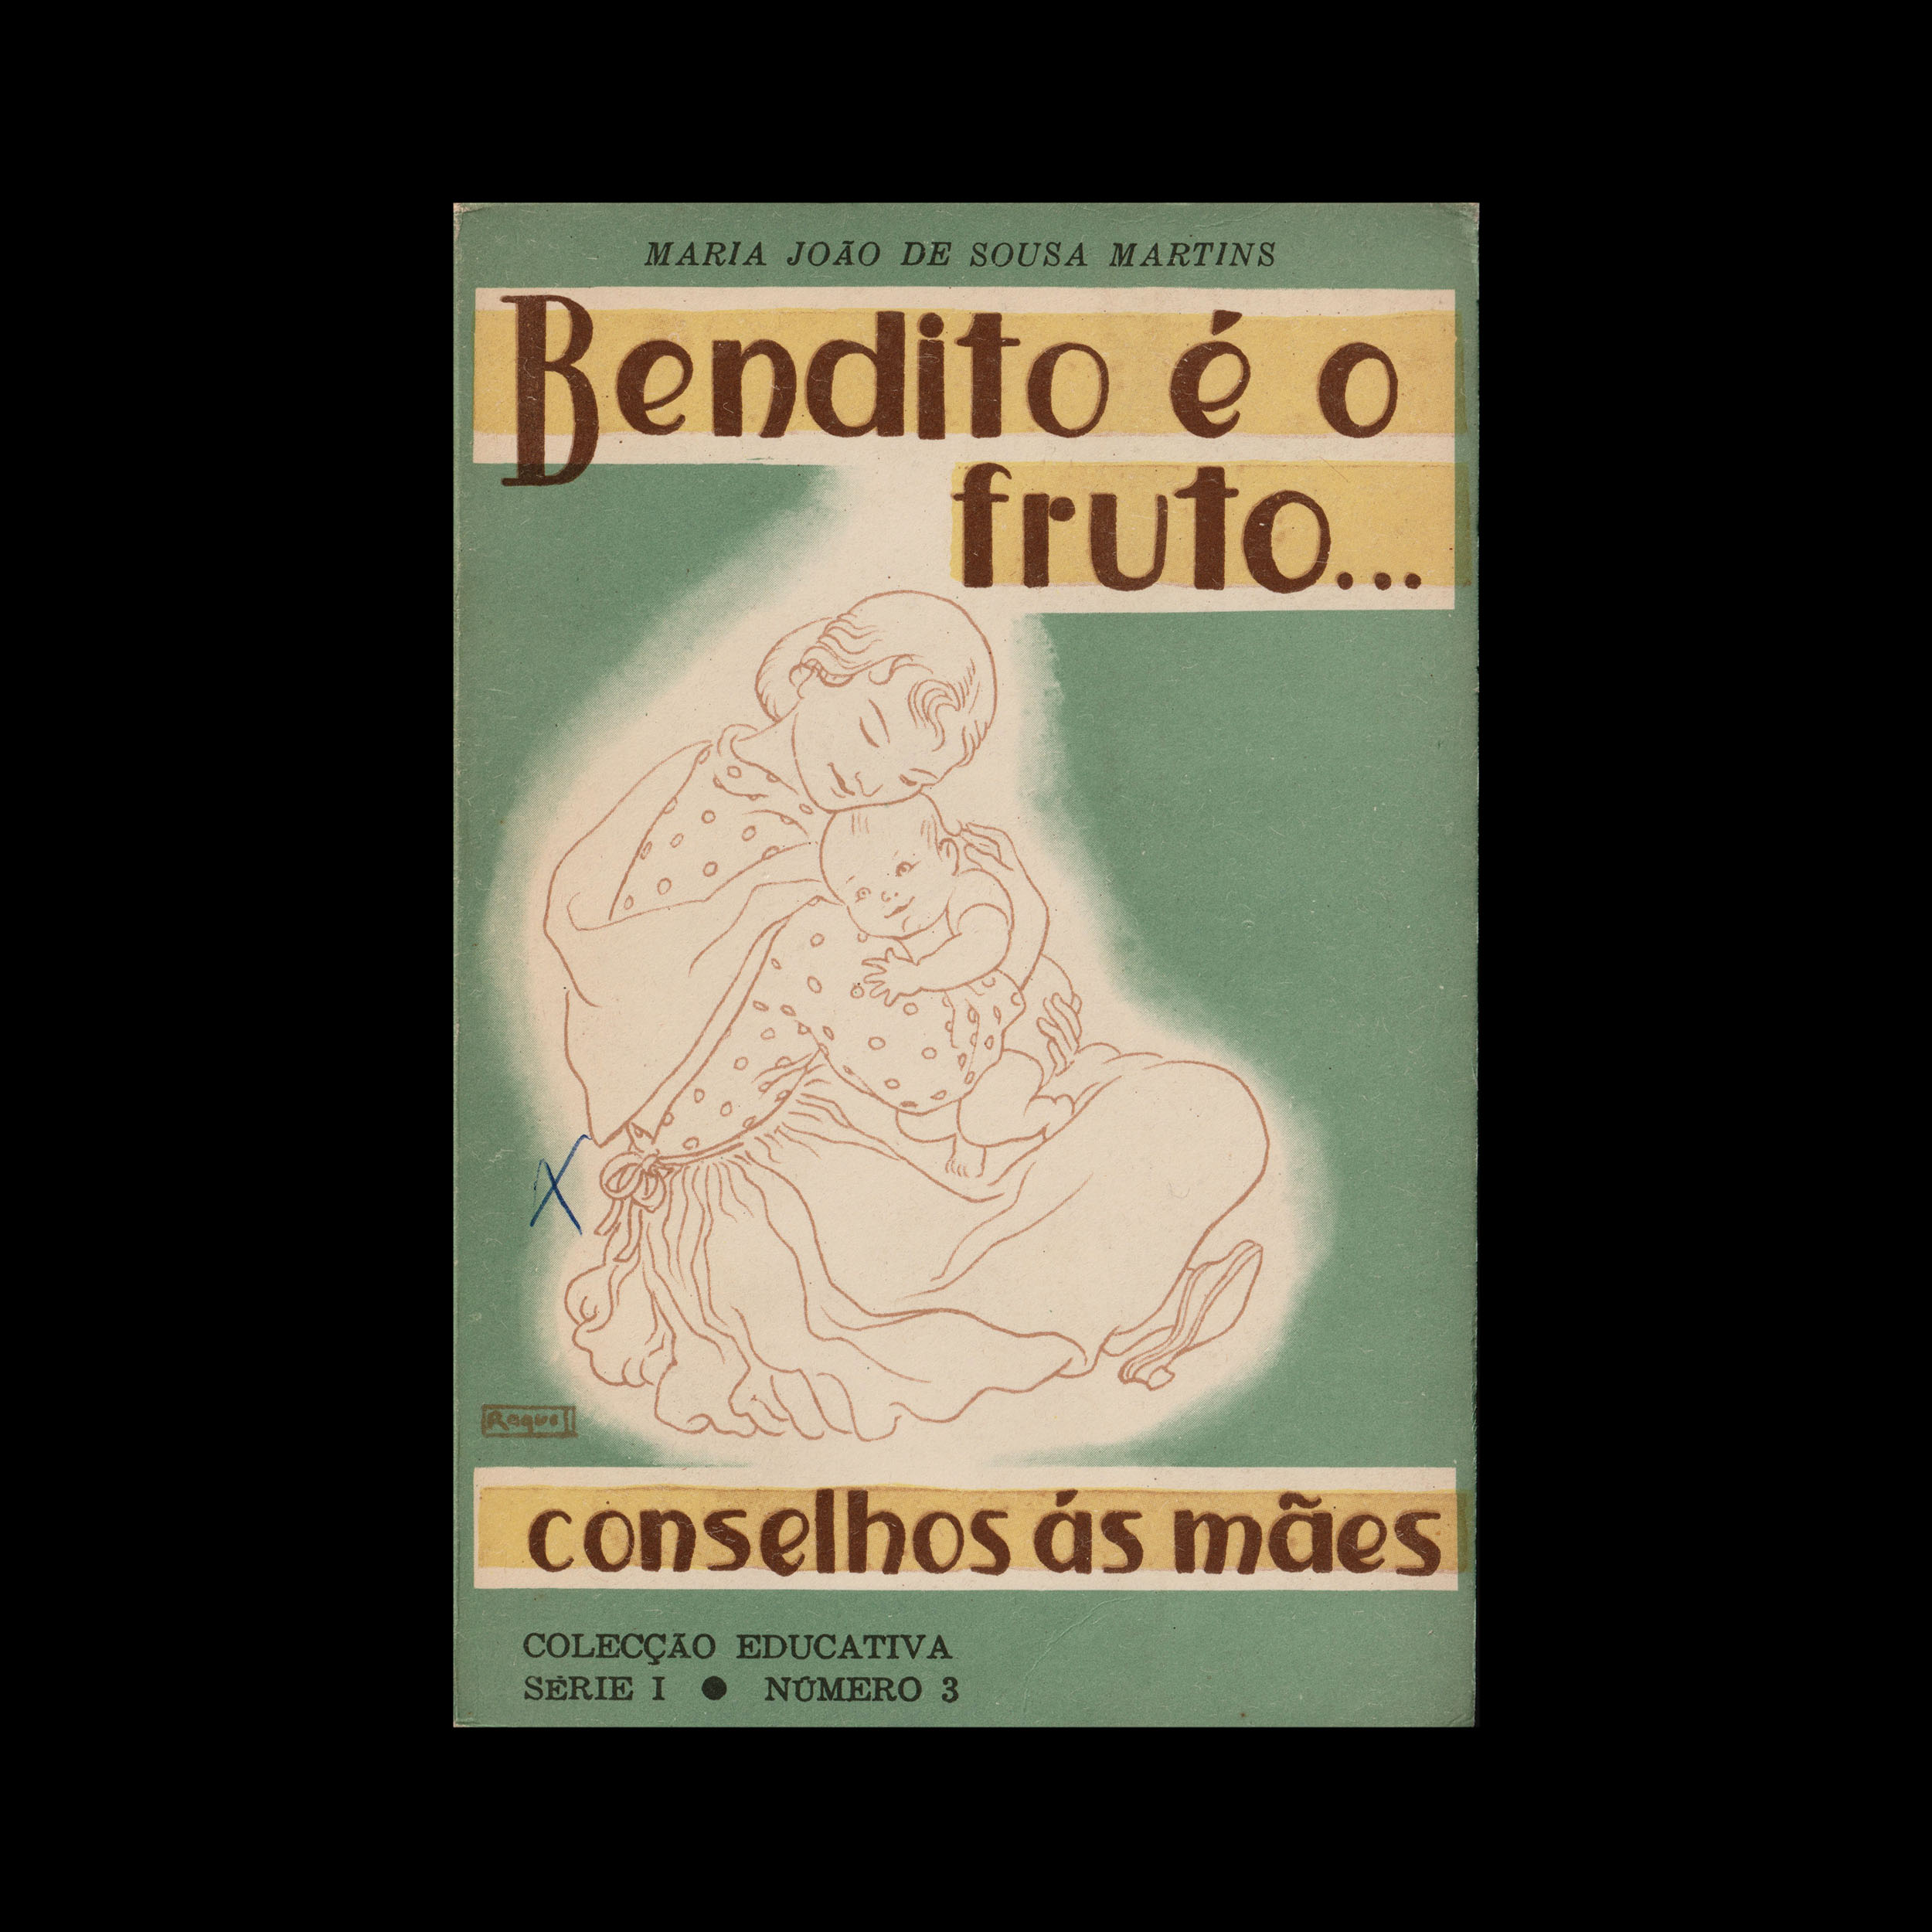 MARIA JOÃO DE SOUSA MARTINS
Bendito é o
fruto...
X
Raquel
conselhos ás mães
COLECÇÃO EDUCATIVA
SÉRIE I ● NÚMERO 3